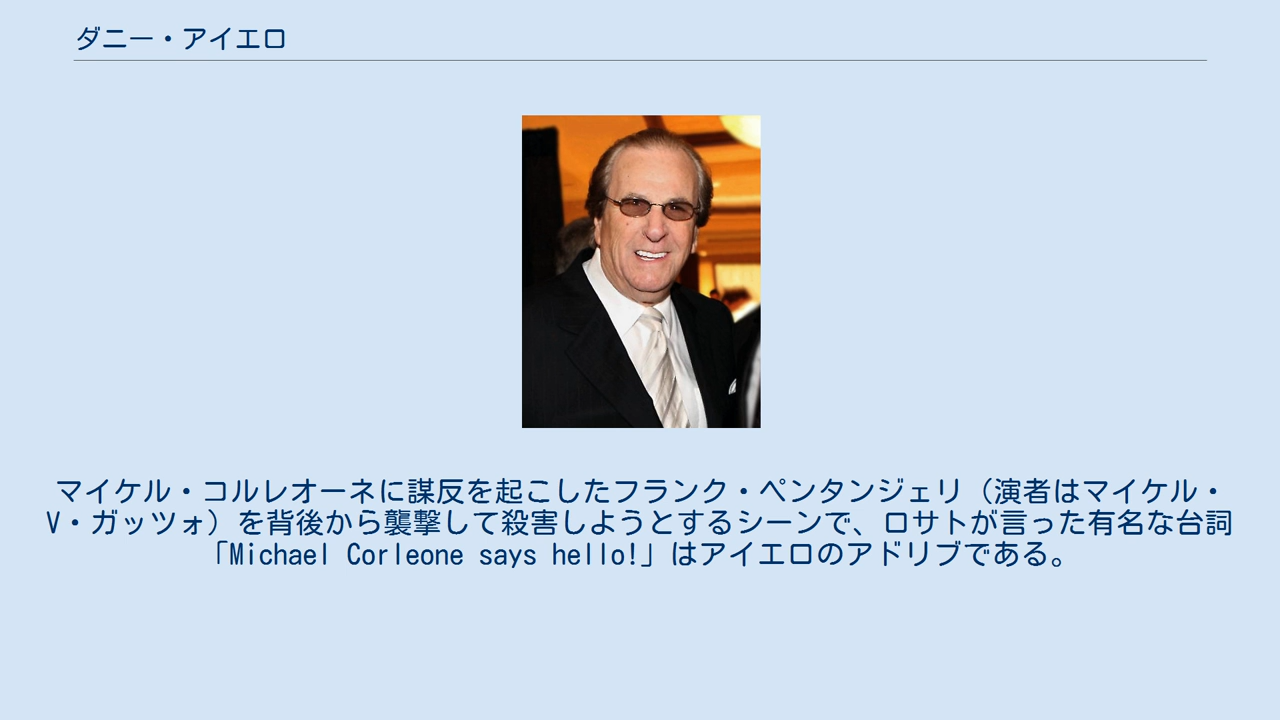 ダニー・アイエロ
マイケル・コルレオーネに謀反を起こしたフランク・ペンタンジェリ（演者はマイケル・
V・ガッツォ）を背後から襲撃して殺害しようとするシーンで、ロサトが言った有名な台詞
「Michael Corleone says hello!」はアイエロのアドリブである。